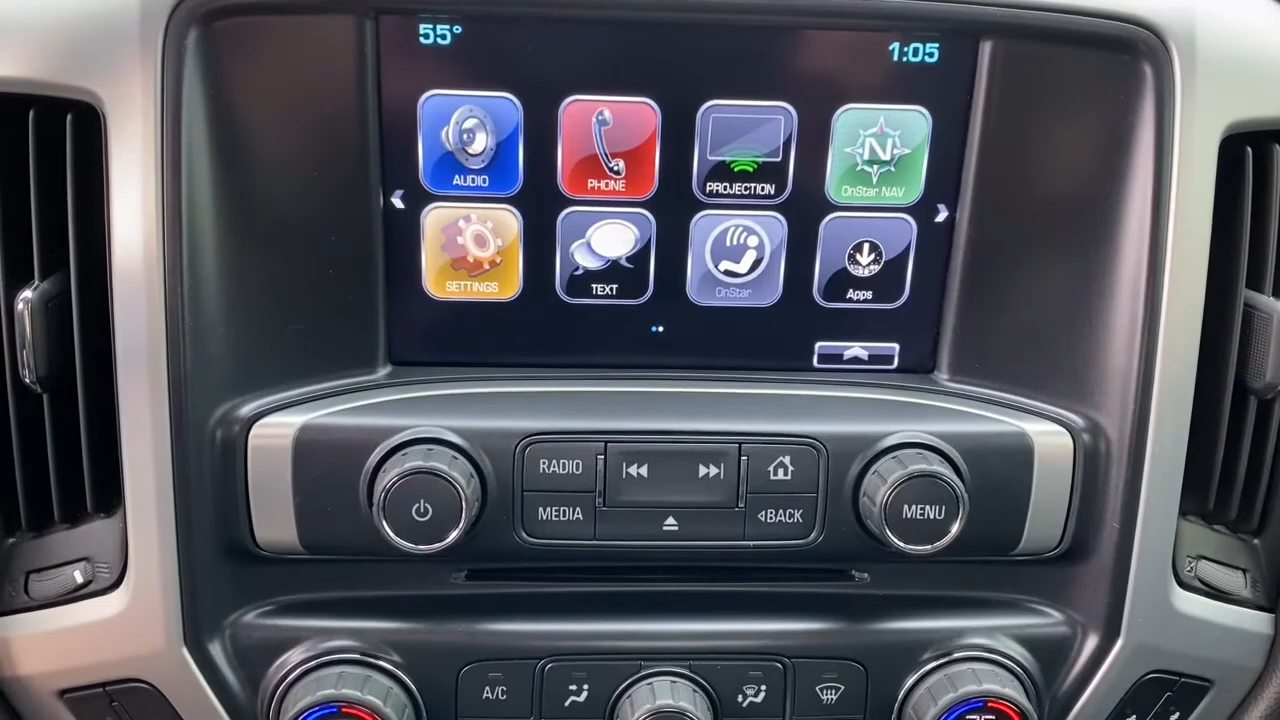 55°
1:05
AUDIO
PHONE
PROJECTION
N
OnStar NAV
SETTINGS
TEXT
OnStar
Apps
RADIO
MEDIA
BACK
MENU
A/C